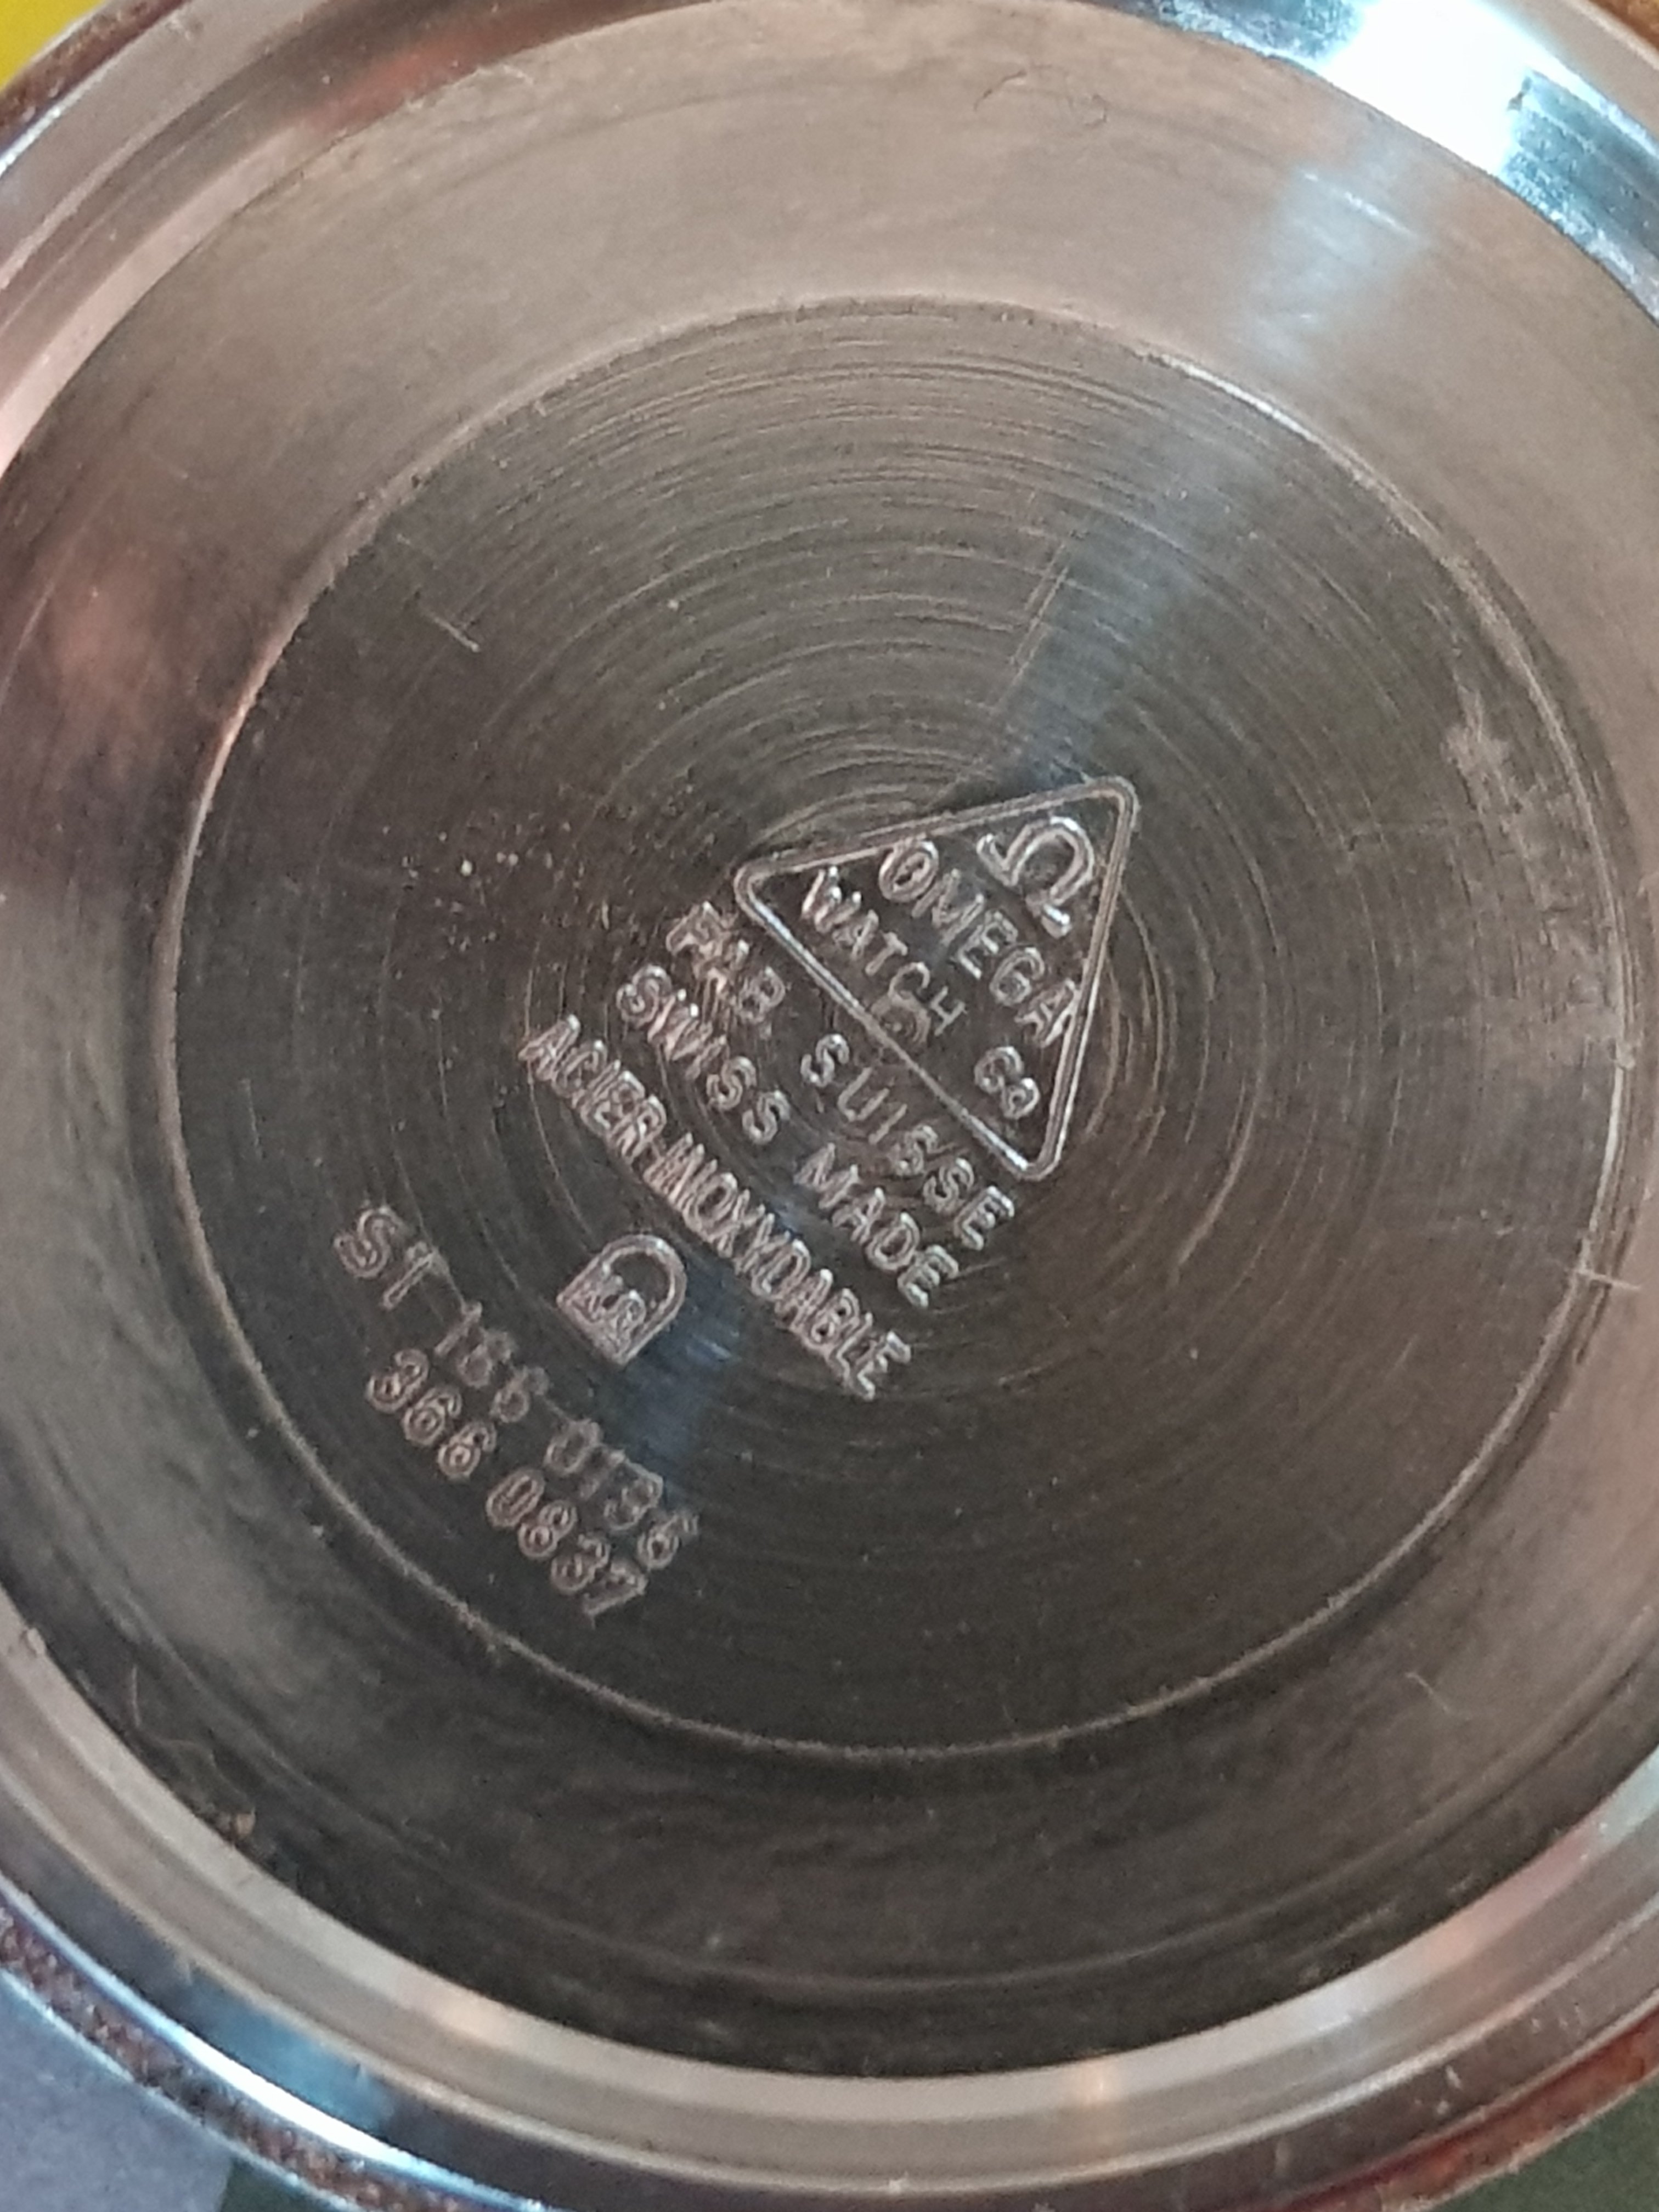 Ω
OMEGA
WATCH Co
FAB. SUISSE
SWISS MADE
ACIER INOXYDABLE
ST 166 0136
366 0837